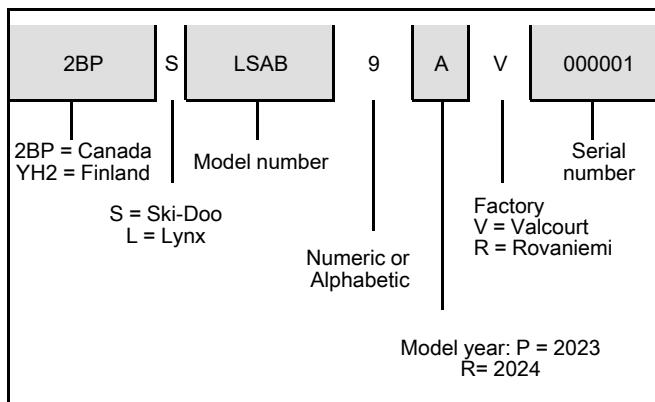 2BP S LSAB 9 A V 000001
2BP = Canada
YH2 = Finland
Model number
Serial
number
S = Ski-Doo
L = Lynx
Factory
V = Valcourt
R = Rovaniemi
Numeric or
Alphabetic
Model year: P = 2023
R= 2024